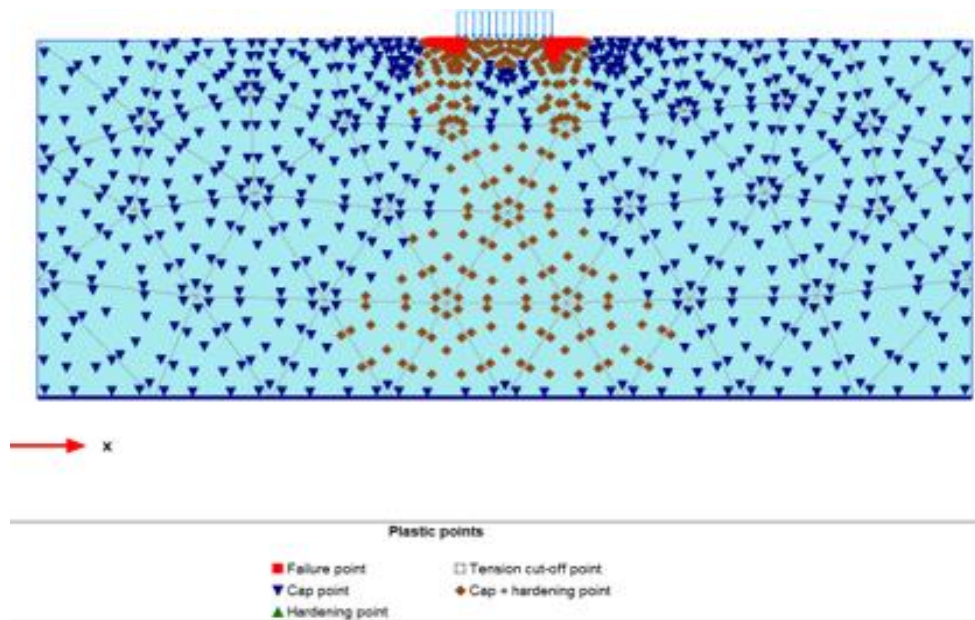 x
Plastic points
Failure point Tension cut-off point
Cap point Cap + hardening point
Hardening point